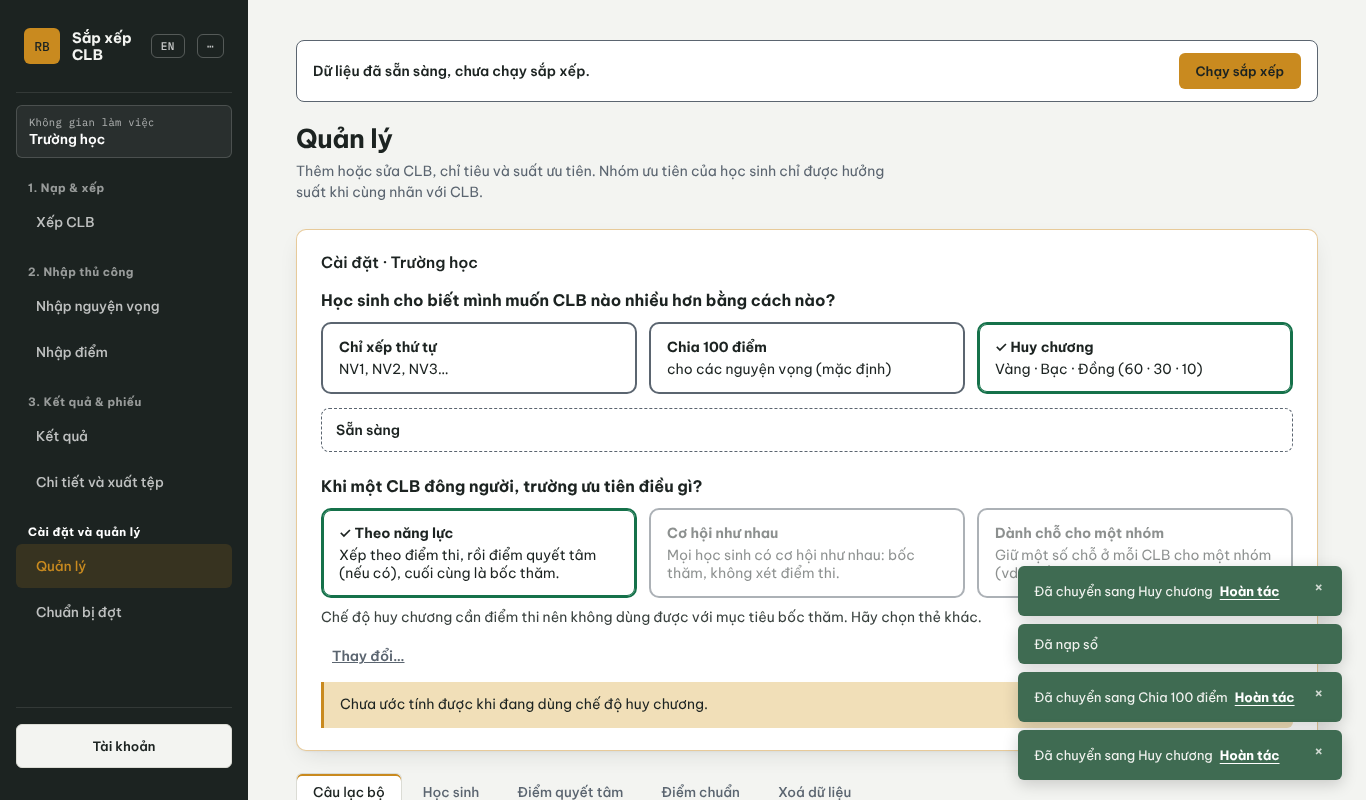 RB
Sắp xếp
CLB
EN
⋯
Không gian làm việc
Trường học
1. Nạp & xếp
Xếp CLB
2. Nhập thủ công
Nhập nguyện vọng
Nhập điểm
3. Kết quả & phiếu
Kết quả
Chi tiết và xuất tệp
Cài đặt và quản lý
Quản lý
Chuẩn bị đợt
Tài khoản
Dữ liệu đã sẵn sàng, chưa chạy sắp xếp.
Chạy sắp xếp
Quản lý
Thêm hoặc sửa CLB, chỉ tiêu và suất ưu tiên. Nhóm ưu tiên của học sinh chỉ được hưởng
suất khi cùng nhãn với CLB.
Cài đặt · Trường học
Học sinh cho biết mình muốn CLB nào nhiều hơn bằng cách nào?
Chỉ xếp thứ tự
NV1, NV2, NV3…
Chia 100 điểm
cho các nguyện vọng (mặc định)
✓ Huy chương
Vàng · Bạc · Đồng (60 · 30 · 10)
Sẵn sàng
Khi một CLB đông người, trường ưu tiên điều gì?
✓ Theo năng lực
Xếp theo điểm thi, rồi điểm quyết tâm
(nếu có), cuối cùng là bốc thăm.
Cơ hội như nhau
Mọi học sinh có cơ hội như nhau: bốc
thăm, không xét điểm thi.
Dành chỗ cho một nhóm
Giữ một số chỗ ở mỗi CLB cho một nhóm
Chế độ huy chương cần điểm thi nên không dùng được với mục tiêu bốc thăm. Hãy chọn thẻ khác.
Thay đổi…
Chưa ước tính được khi đang dùng chế độ huy chương.
Câu lạc bộ
Học sinh
Điểm quyết tâm
Điểm chuẩn
Xoá dữ liệu
Đã chuyển sang Huy chương Hoàn tác ×
Đã nạp sổ
Đã chuyển sang Chia 100 điểm Hoàn tác ×
Đã chuyển sang Huy chương Hoàn tác ×